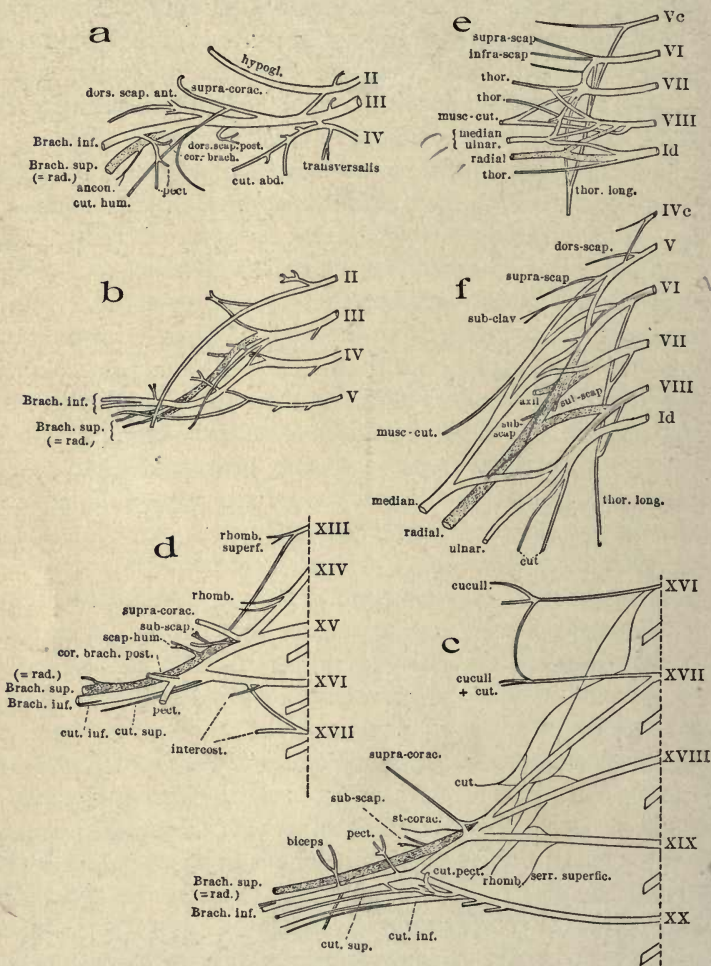 a
hypogl.
II
dors. scap. ant.
supra-corac.
III
Brach. inf.
IV
Brach. sup.
(= rad.)
dors. scap. post.
cor. brach.
transversalis
ancon.
pect
cut. abd.
cut. hum.
e
Vc
supra-scap
infra-scap
VI
thor.
VII
thor.
musc-cut.
VIII
{ median
ulnar.
radial
Id
thor.
thor. long.
b
II
III
IV
Brach. inf. {
V
Brach. sup. {
(= rad.)
f
IVc
dors-scap.
V
supra-scap
VI
sub-clav
VII
axil
sub-scap
VIII
musc-cut.
sub-
scap
Id
median.
thor. long.
radial.
ulnar.
cut
d
rhomb.
superf.
XIII
XIV
rhomb.
supra-corac.
sub-scap.
scap-hum.
XV
cor. brach. post.
(= rad.)
Brach. sup.
Brach. inf.
XVI
pect.
cut. inf.
cut. sup.
intercost.
XVII
c
cucull.
XVI
cucull
+ cut.
XVII
supra-corac.
XVIII
cut.
sub-scap.
st-corac.
biceps
pect.
XIX
cut. pect.
rhomb.
serr. superfic.
Brach. sup.
(= rad.)
Brach. inf.
XX
cut. sup.
cut. inf.